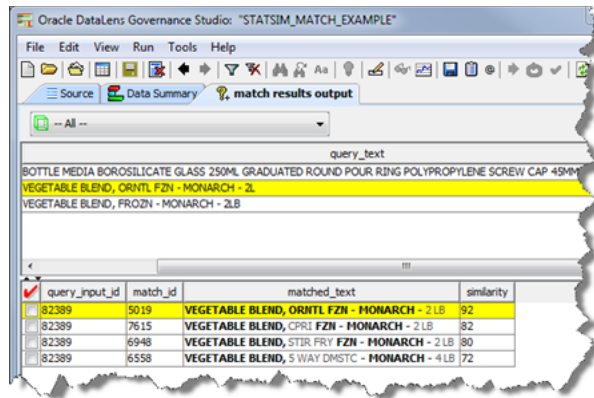 Oracle DataLens Governance Studio: "STATSIM_MATCH_EXAMPLE"
File Edit View Run Tools Help
Aa @
Source Data Summary match results output
-- All --
query_text
BOTTLE MEDIA BOROSILICATE GLASS 250ML GRADUATED ROUND POUR RING POLYPROPYLENE SCREW CAP 45MM
VEGETABLE BLEND, ORNTL FZN - MONARCH - 2L
VEGETABLE BLEND, FROZN - MONARCH - 2LB
query_input_id match_id matched_text similarity
82389 5019 VEGETABLE BLEND, ORNTL FZN - MONARCH - 2 LB 92
82389 7615 VEGETABLE BLEND, CPRI FZN - MONARCH - 2 LB 82
82389 6948 VEGETABLE BLEND, STIR FRY FZN - MONARCH - 2 LB 80
82389 6558 VEGETABLE BLEND, 5 WAY DMSTC - MONARCH - 4 LB 72